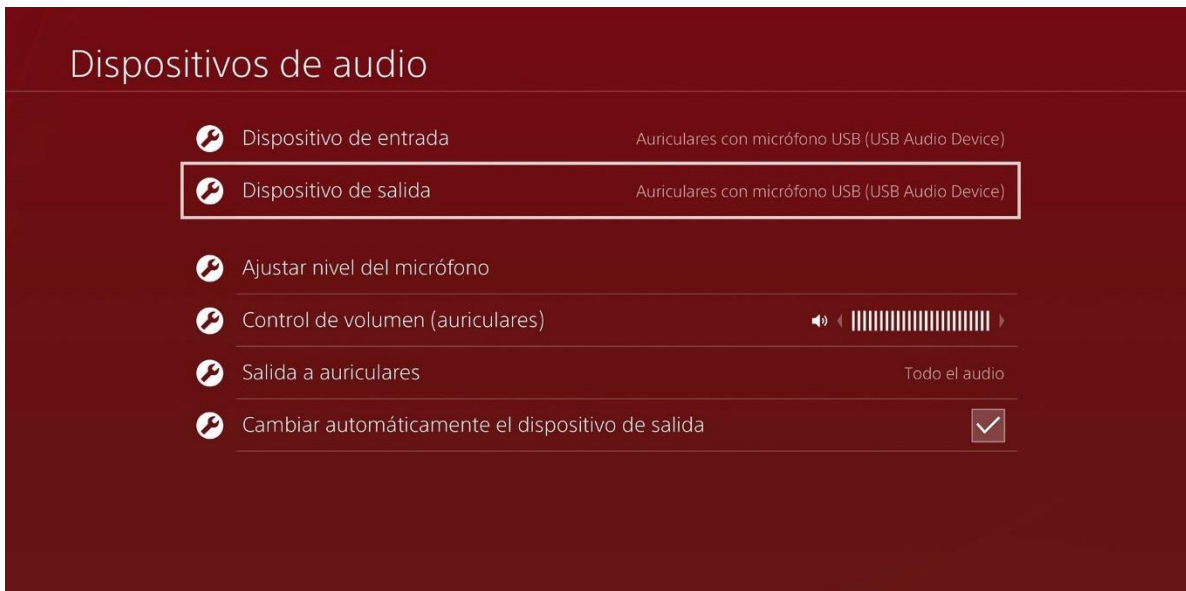 Dispositivos de audio
Dispositivo de entrada Auriculares con micrófono USB (USB Audio Device)
Dispositivo de salida Auriculares con micrófono USB (USB Audio Device)
Ajustar nivel del micrófono
Control de volumen (auriculares)
Salida a auriculares Todo el audio
Cambiar automáticamente el dispositivo de salida